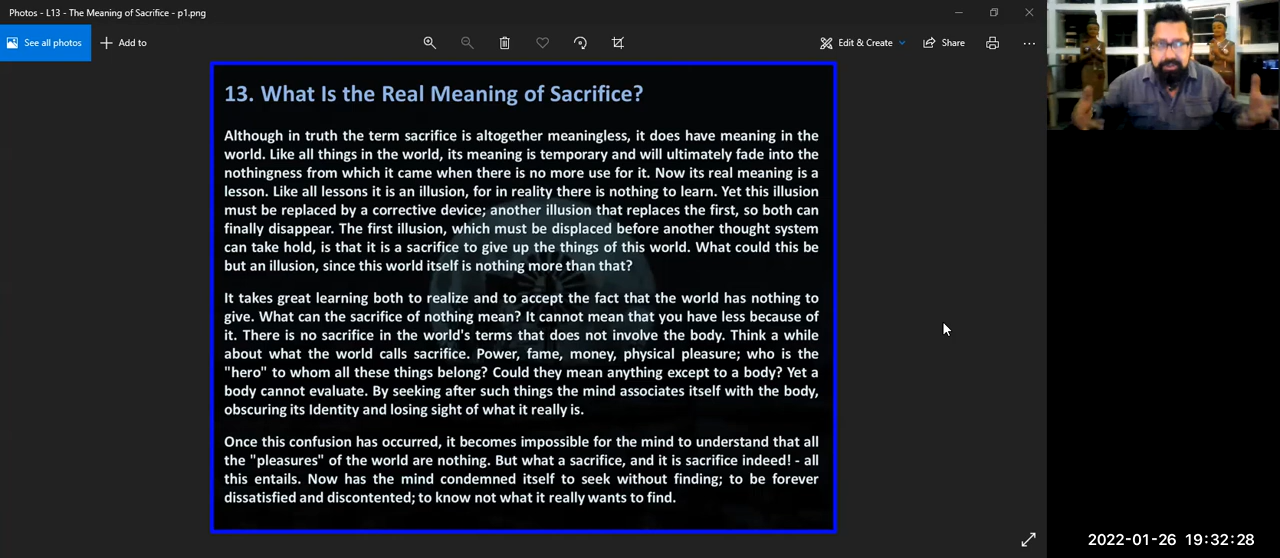 Photos - L13 - The Meaning of Sacrifice - p1.png
See all photos
Add to
Edit & Create
Share
13. What Is the Real Meaning of Sacrifice?
Although in truth the term sacrifice is altogether meaningless, it does have meaning in the
world. Like all things in the world, its meaning is temporary and will ultimately fade into the
nothingness from which it came when there is no more use for it. Now its real meaning is a
lesson. Like all lessons it is an illusion, for in reality there is nothing to learn. Yet this illusion
must be replaced by a corrective device; another illusion that replaces the first, so both can
finally disappear. The first illusion, which must be displaced before another thought system
can take hold, is that it is a sacrifice to give up the things of this world. What could this be
but an illusion, since this world itself is nothing more than that?
It takes great learning both to realize and to accept the fact that the world has nothing to
give. What can the sacrifice of nothing mean? It cannot mean that you have less because of
it. There is no sacrifice in the world's terms that does not involve the body. Think a while
about what the world calls sacrifice. Power, fame, money, physical pleasure; who is the
"hero" to whom all these things belong? Could they mean anything except to a body? Yet a
body cannot evaluate. By seeking after such things the mind associates itself with the body,
obscuring its Identity and losing sight of what it really is.
Once this confusion has occurred, it becomes impossible for the mind to understand that all
the "pleasures" of the world are nothing. But what a sacrifice, and it is sacrifice indeed! - all
this entails. Now has the mind condemned itself to seek without finding; to be forever
dissatisfied and discontented; to know not what it really wants to find.
2022-01-26 19:32:28